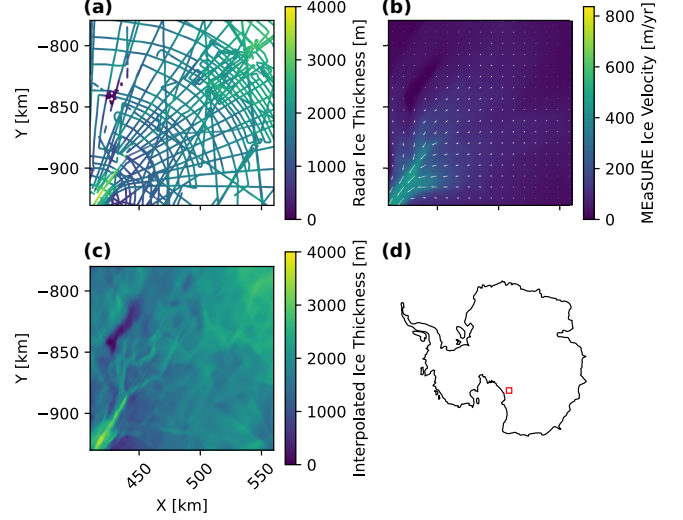 (a)
−800
−850
−900
Y [km]
4000
3000
2000
1000
0
Radar Ice Thickness [m]
(b)
800
600
400
200
0
MEaSURE Ice Velocity [m/yr]
(c)
−800
−850
−900
Y [km]
450
500
550
X [km]
4000
3000
2000
1000
0
Interpolated Ice Thickness [m]
(d)